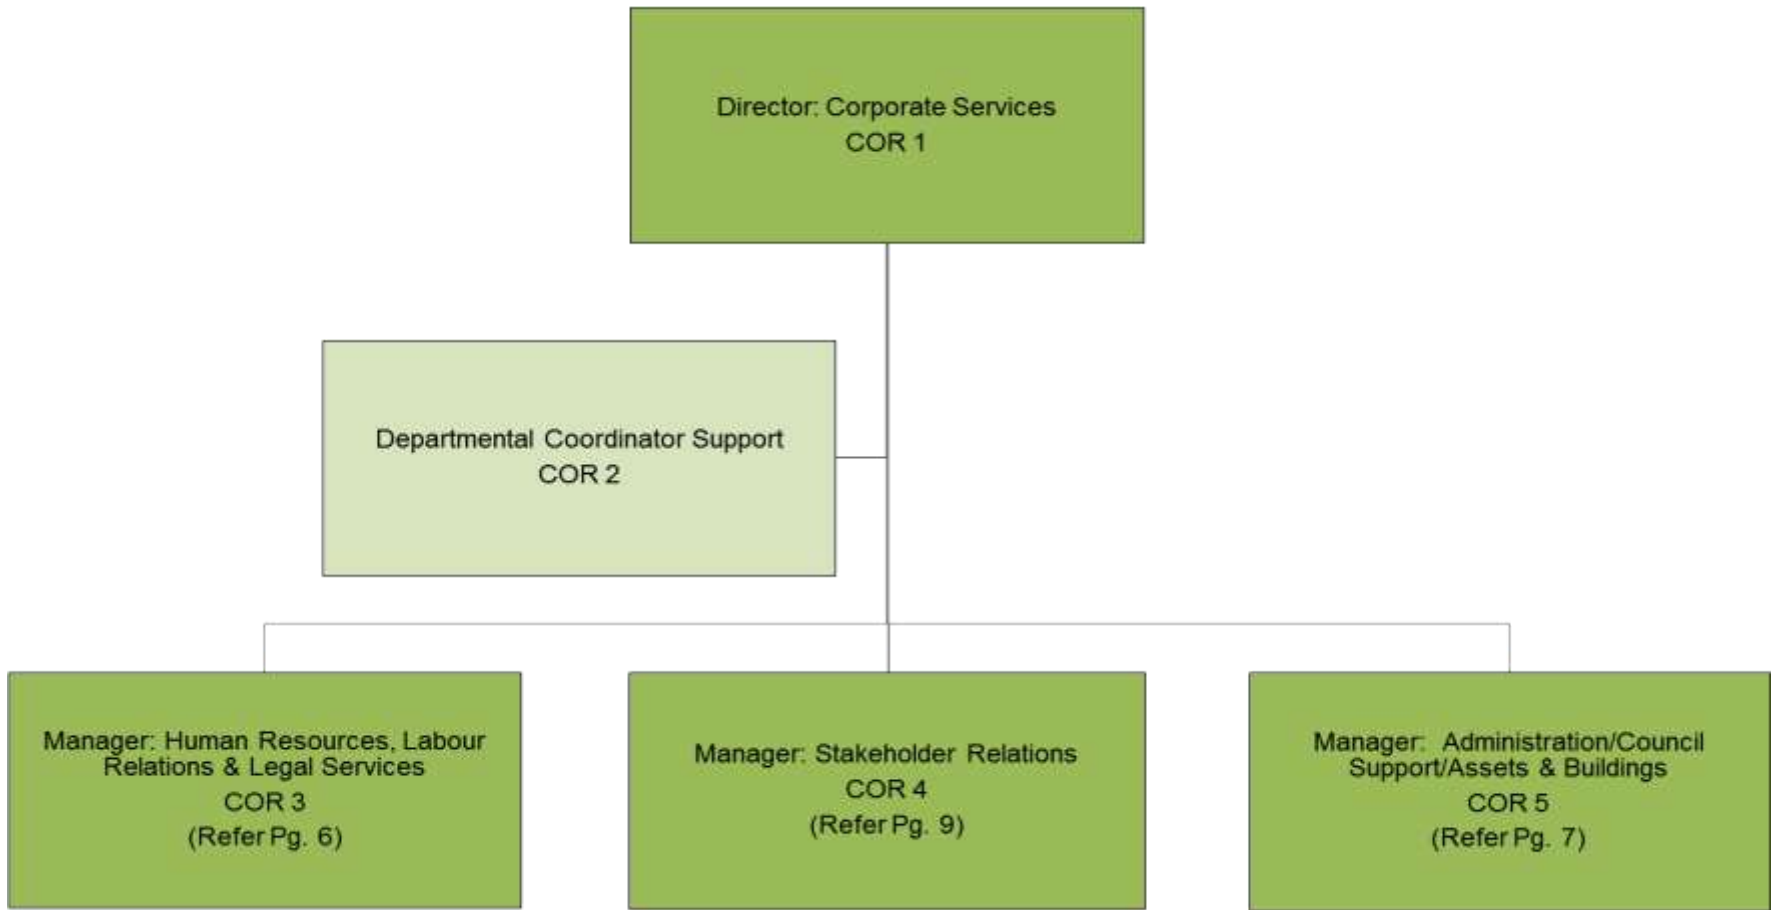 Director: Corporate Services
COR 1
Departmental Coordinator Support
COR 2
Manager: Human Resources, Labour
Relations & Legal Services
COR 3
(Refer Pg. 6)
Manager: Stakeholder Relations
COR 4
(Refer Pg. 9)
Manager: Administration/Council
Support/Assets & Buildings
COR 5
(Refer Pg. 7)